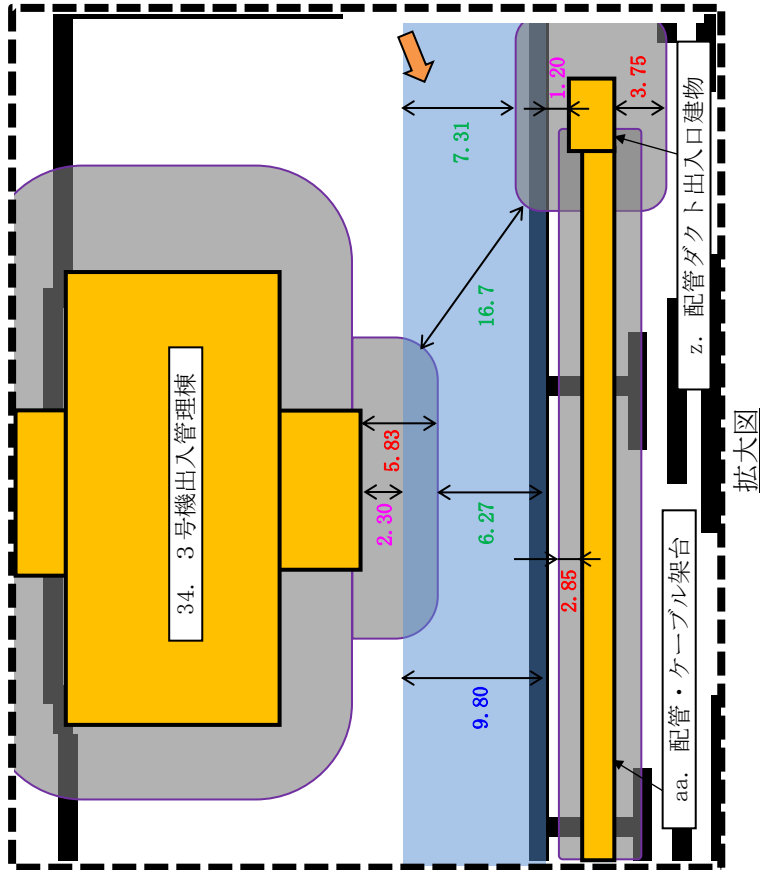 34. 3号機出入管理棟
5.83
2.30
9.80
6.27
16.7
7.31
1.20
3.75
2.85
z. 配管ダクト出入口建物
aa. 配管・ケーブル架台
拡大図